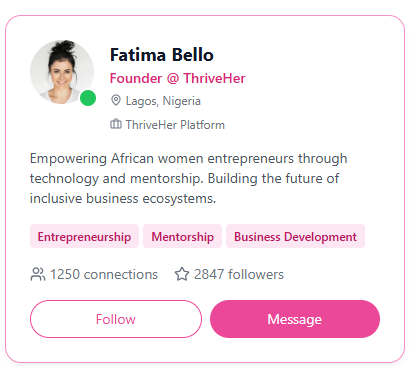 Fatima Bello
Founder @ ThriveHer
Lagos, Nigeria
ThriveHer Platform
Empowering African women entrepreneurs through
technology and mentorship. Building the future of
inclusive business ecosystems.
Entrepreneurship Mentorship Business Development
1250 connections 2847 followers
Follow Message